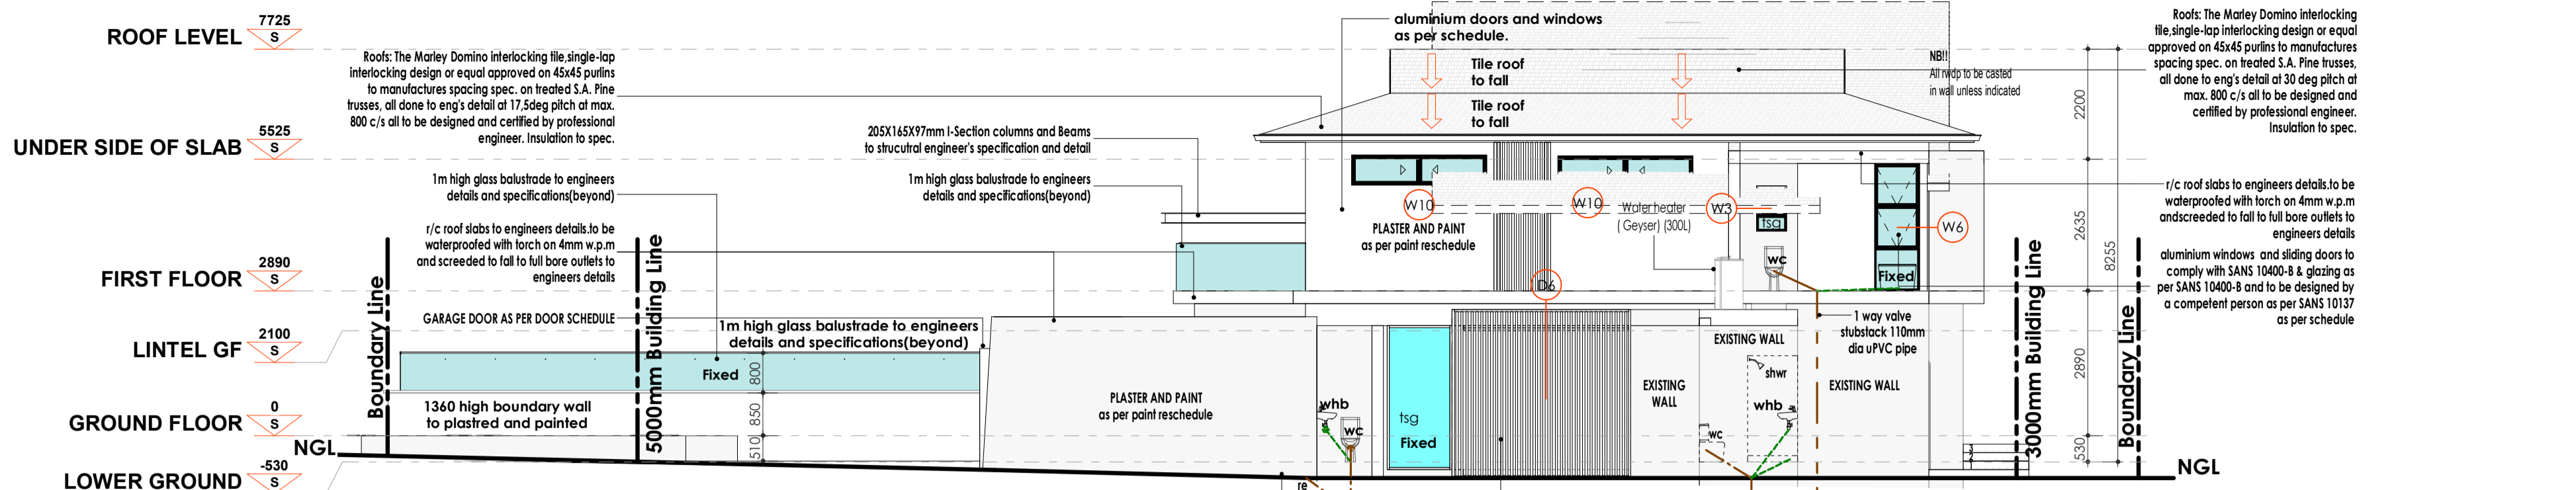 7725
ROOF LEVEL
S
5525
UNDER SIDE OF SLAB
S
2890
FIRST FLOOR
S
2100
LINTEL GF
S
0
GROUND FLOOR
S
-530
LOWER GROUND
S
NGL
Boundary Line
Roofs: The Marley Domino interlocking tile,single-lap
interlocking design or equal approved on 45x45 purlins
to manufactures spacing spec. on treated S.A. Pine
trusses, all done to eng's detail at 17,5deg pitch at max.
800 c/s all to be designed and certified by professional
engineer. Insulation to spec.
1m high glass balustrade to engineers
details and specifications(beyond)
r/c roof slabs to engineers details.to be
waterproofed with torch on 4mm w.p.m
and screeded to fall to full bore outlets to
engineers details
GARAGE DOOR AS PER DOOR SCHEDULE
5000mm Building Line
1m high glass balustrade to engineers
details and specifications(beyond)
Fixed
800
850
510
1360 high boundary wall
to plastred and painted
205X165X97mm I-Section columns and Beams
to strucutral engineer's specification and detail
1m high glass balustrade to engineers
details and specifications(beyond)
PLASTER AND PAINT
as per paint reschedule
aluminium doors and windows
as per schedule.
Tile roof
to fall
Tile roof
to fall
NB!!
All rwdp to be casted
in wall unless indicated
W10
W10
Water heater
( Geyser) (300L)
W3
tsg
W6
PLASTER AND PAINT
as per paint reschedule
wc
Fixed
D6
1 way valve
stubstack 110mm
dia uPVC pipe
EXISTING WALL
shwr
EXISTING
WALL
EXISTING WALL
whb
wc
tsg
Fixed
whb
wc
re
2200
2635
8255
2890
530
3000mm Building Line
Boundary Line
NGL
Roofs: The Marley Domino interlocking
tile,single-lap interlocking design or equal
approved on 45x45 purlins to manufactures
spacing spec. on treated S.A. Pine trusses,
all done to eng's detail at 30 deg pitch at
max. 800 c/s all to be designed and
certified by professional engineer.
Insulation to spec.
r/c roof slabs to engineers details.to be
waterproofed with torch on 4mm w.p.m
andscreeded to fall to full bore outlets to
engineers details
aluminium windows and sliding doors to
comply with SANS 10400-B & glazing as
per SANS 10400-B and to be designed by
a competent person as per SANS 10137
as per schedule